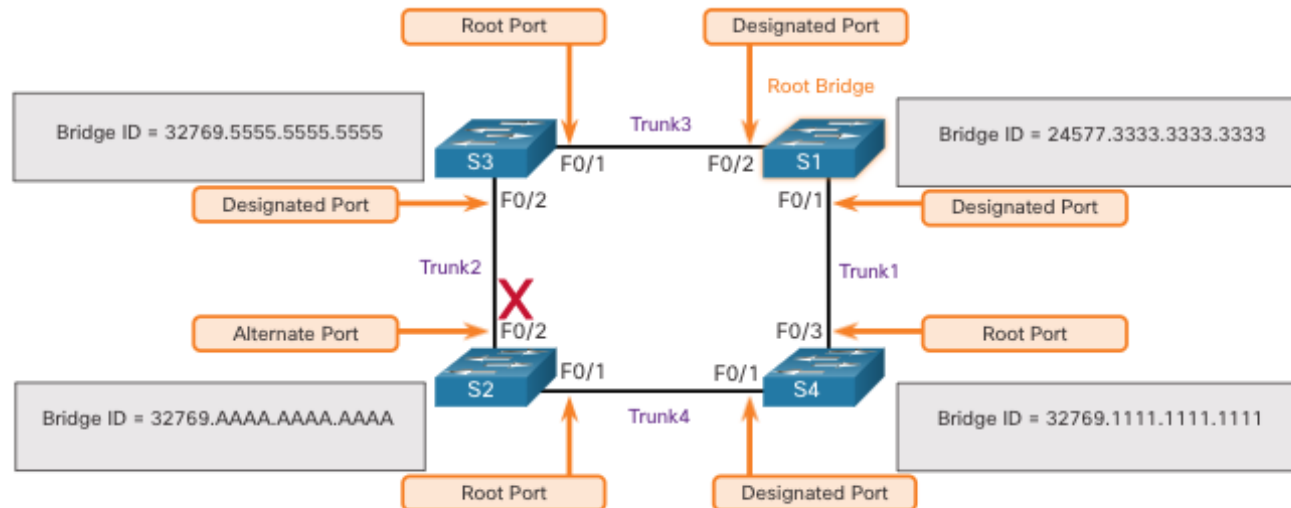 Root Port
Designated Port
Root Bridge
Bridge ID = 32769.5555.5555.5555
Trunk3
Bridge ID = 24577.3333.3333.3333
S3
F0/1
F0/2
S1
Designated Port
F0/2
F0/1
Designated Port
Trunk2
Trunk1
X
Alternate Port
F0/2
F0/3
Root Port
S2
F0/1
F0/1
S4
Bridge ID = 32769.AAAA.AAAA.AAAA
Trunk4
Bridge ID = 32769.1111.1111.1111
Root Port
Designated Port